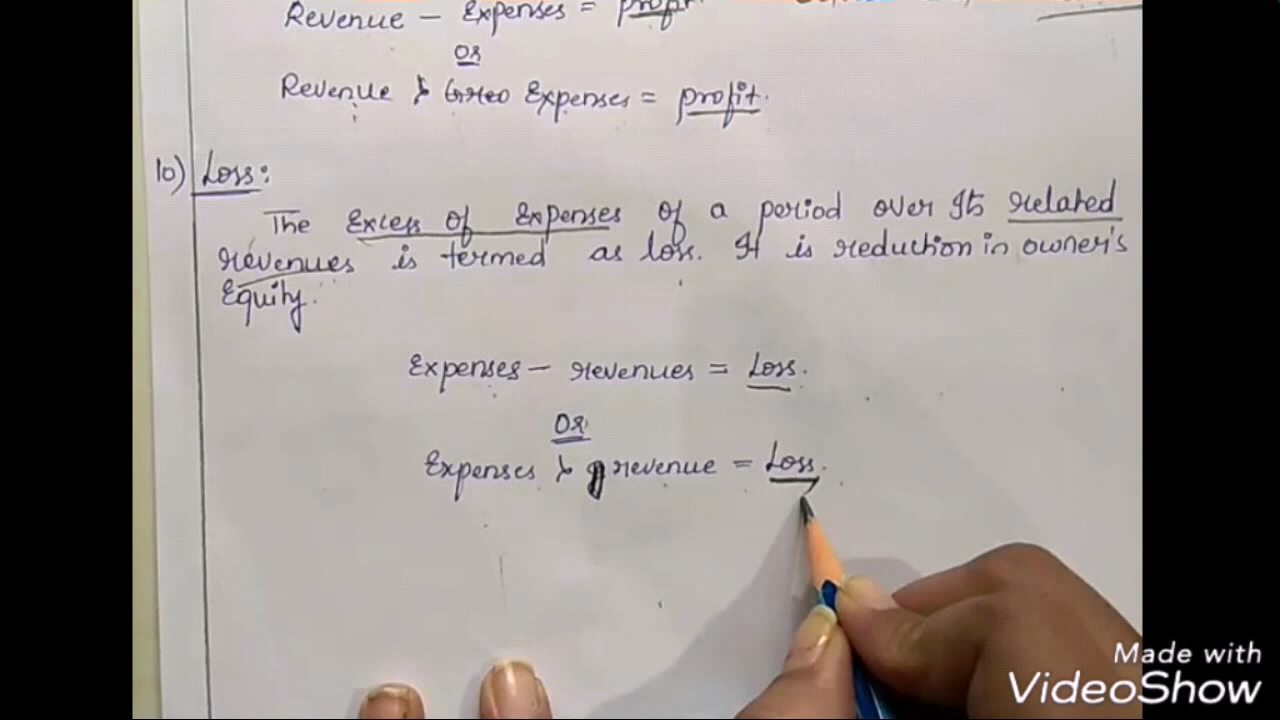 Revenue - Expenses = profit.
Or
Revenue > Expenses = profit.
10) Loss:
The Excess of Expenses of a period over Its related
revenues is termed as loss. It is reduction in owner's
Equity.
Expenses - revenues = Loss.
Or
Expenses > revenue = Loss.
Made with
VideoShow